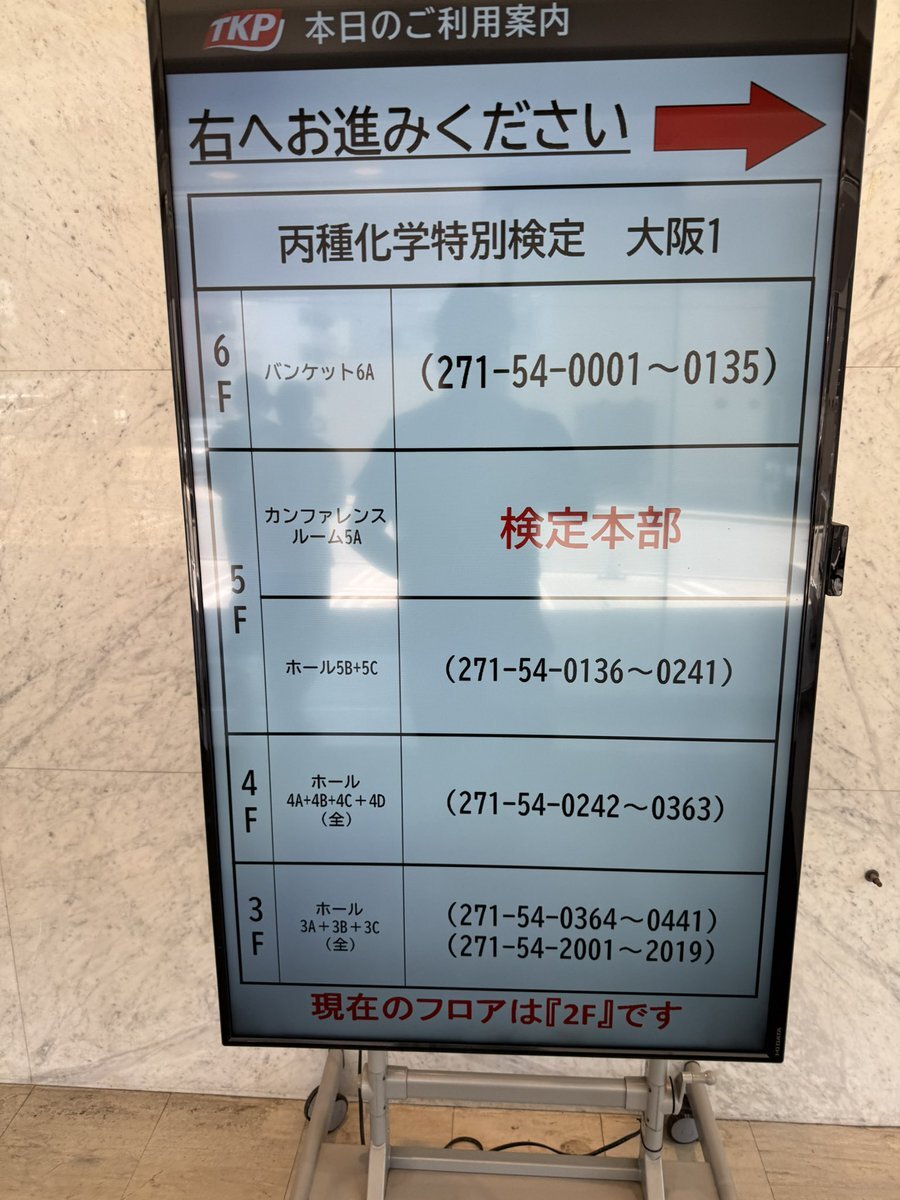 TKP 本日のご利用案内
右へお進みください
丙種化学特別検定 大阪1
6F
バンケット6A
(271-54-0001～0135)
5F
カンファレンス
ルーム5A
検定本部
ホール5B+5C
(271-54-0136～0241)
4F
ホール
4A+4B+4C+4D
(全)
(271-54-0242～0363)
3F
ホール
3A+3B+3C
(全)
(271-54-0364～0441)
(271-54-2001～2019)
現在のフロアは『2F』です
IODATA